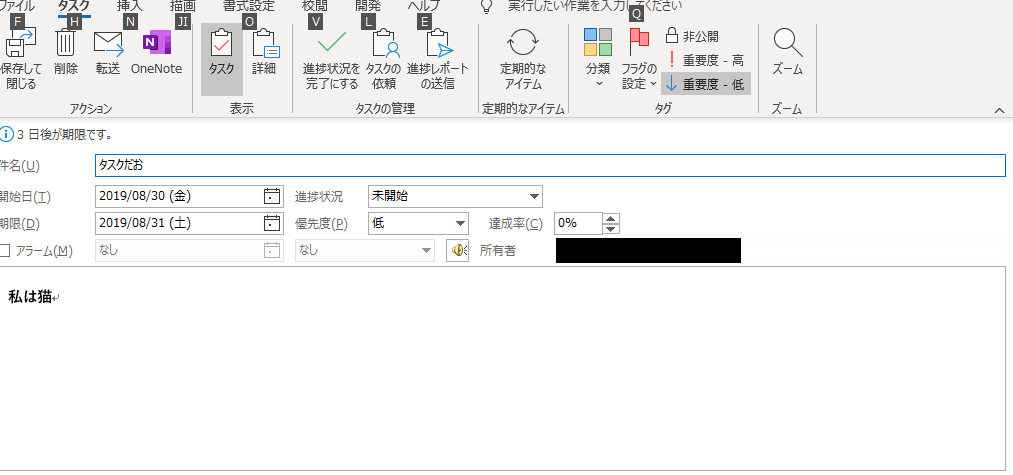 ファイル タスク 挿入 描画 書式設定 校閲 開発 ヘルプ 実行したい作業を入力してください
F H N JI O V L E Q
保存して閉じる
削除
転送
OneNote
タスク
詳細
進捗状況を完了にする
タスクの依頼
進捗レポートの送信
定期的なアイテム
分類
フラグの設定
非公開
重要度 - 高
重要度 - 低
ズーム
アクション 表示 タスクの管理 定期的なアイテム タグ ズーム
3 日後が期限です。
件名(U) タスクだお
開始日(T) 2019/08/30 (金) 進捗状況 未開始
期限(D) 2019/08/31 (土) 優先度(P) 低 達成率(C) 0%
アラーム(M) なし なし 所有者
私は猫